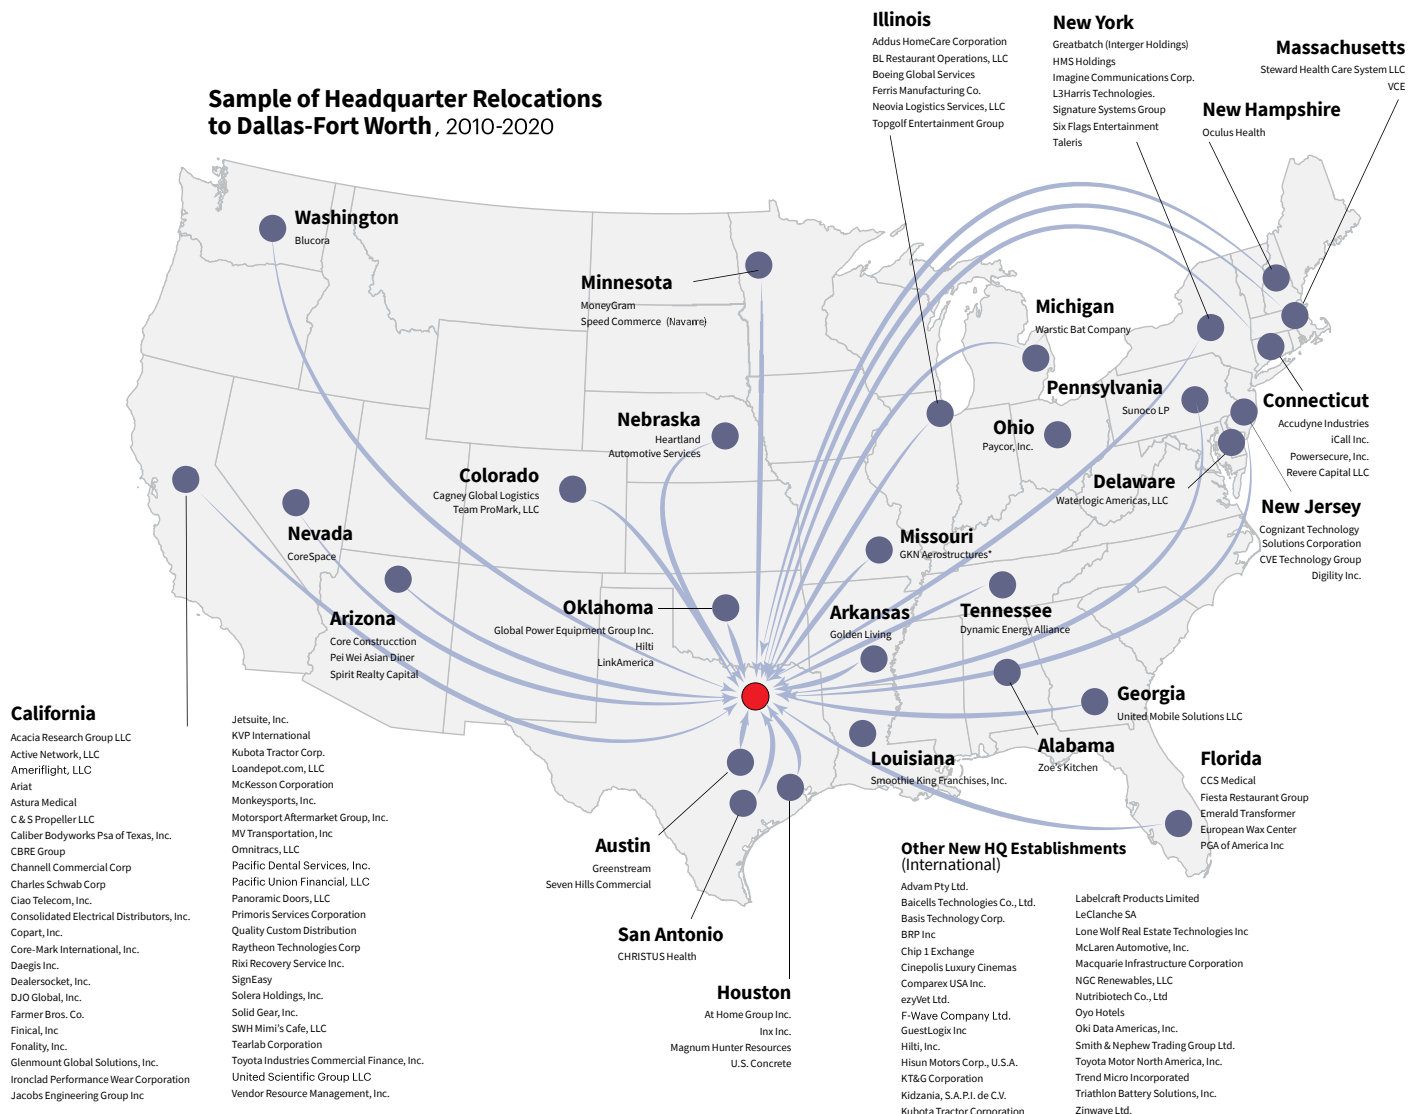 Sample of Headquarter Relocations
to Dallas-Fort Worth, 2010-2020
Illinois
Addus HomeCare Corporation
BL Restaurant Operations, LLC
Boeing Global Services
Ferris Manufacturing Co.
Neovia Logistics Services, LLC
Topgolf Entertainment Group
New York
Greatbatch (Interger Holdings)
HMS Holdings
Imagine Communications Corp.
L3Harris Technologies.
Signature Systems Group
Six Flags Entertainment
Taleris
Massachusetts
Steward Health Care System LLC
VCE
New Hampshire
Oculus Health
Washington
Blucora
Minnesota
MoneyGram
Speed Commerce (Navarre)
Michigan
Warstic Bat Company
Pennsylvania
Sunoco LP
Nebraska
Heartland
Automotive Services
Ohio
Paycor, Inc.
Connecticut
Accudyne Industries
iCall Inc.
Powersecure, Inc.
Revere Capital LLC
Colorado
Cagney Global Logistics
Team ProMark, LLC
Delaware
Waterlogic Americas, LLC
New Jersey
Cognizant Technology
Solutions Corporation
CVE Technology Group
Digility Inc.
Nevada
CoreSpace
Missouri
GKN Aerostructures*
Arizona
Core Construcction
Pei Wei Asian Diner
Spirit Realty Capital
Oklahoma
Global Power Equipment Group Inc.
Hilti
LinkAmerica
Arkansas
Golden Living
Tennessee
Dynamic Energy Alliance
Georgia
United Mobile Solutions LLC
Alabama
Zoe's Kitchen
Louisiana
Smoothie King Franchises, Inc.
Florida
CCS Medical
Fiesta Restaurant Group
Emerald Transformer
European Wax Center
PGA of America Inc
California
Acacia Research Group LLC
Active Network, LLC
Ameriflight, LLC
Ariat
Astura Medical
C & S Propeller LLC
Caliber Bodyworks Psa of Texas, Inc.
CBRE Group
Channell Commercial Corp
Charles Schwab Corp
Ciao Telecom, Inc.
Consolidated Electrical Distributors, Inc.
Copart, Inc.
Core-Mark International, Inc.
Daegis Inc.
Dealersocket, Inc.
DJO Global, Inc.
Farmer Bros. Co.
Finical, Inc
Fonality, Inc.
Glenmount Global Solutions, Inc.
Ironclad Performance Wear Corporation
Jacobs Engineering Group Inc
Jetsuite, Inc.
KVP International
Kubota Tractor Corp.
Loandepot.com, LLC
McKesson Corporation
Monkeysports, Inc.
Motorsport Aftermarket Group, Inc.
MV Transportation, Inc
Omnitracs, LLC
Pacific Dental Services, Inc.
Pacific Union Financial, LLC
Panoramic Doors, LLC
Primoris Services Corporation
Quality Custom Distribution
Raytheon Technologies Corp
Rixi Recovery Service Inc.
SignEasy
Solera Holdings, Inc.
Solid Gear, Inc.
SWH Mimi's Cafe, LLC
Tearlab Corporation
Toyota Industries Commercial Finance, Inc.
United Scientific Group LLC
Vendor Resource Management, Inc.
Austin
Greenstream
Seven Hills Commercial
San Antonio
CHRISTUS Health
Houston
At Home Group Inc.
Inx Inc.
Magnum Hunter Resources
U.S. Concrete
Other New HQ Establishments
(International)
Advam Pty Ltd.
Baicells Technologies Co., Ltd.
Basis Technology Corp.
BRP Inc
Chip 1 Exchange
Cinepolis Luxury Cinemas
Comparex USA Inc.
ezyVet Ltd.
F-Wave Company Ltd.
GuestLogix Inc
Hilti, Inc.
Hisun Motors Corp., U.S.A.
KT&G Corporation
Kidzania, S.A.P.I. de C.V.
Kubota Tractor Corporation
Labelcraft Products Limited
LeClanche SA
Lone Wolf Real Estate Technologies Inc
McLaren Automotive, Inc.
Macquarie Infrastructure Corporation
NGC Renewables, LLC
Nutribiotech Co., Ltd
Oyo Hotels
Oki Data Americas, Inc.
Smith & Nephew Trading Group Ltd.
Toyota Motor North America, Inc.
Trend Micro Incorporated
Triathlon Battery Solutions, Inc.
Zinwave Ltd.